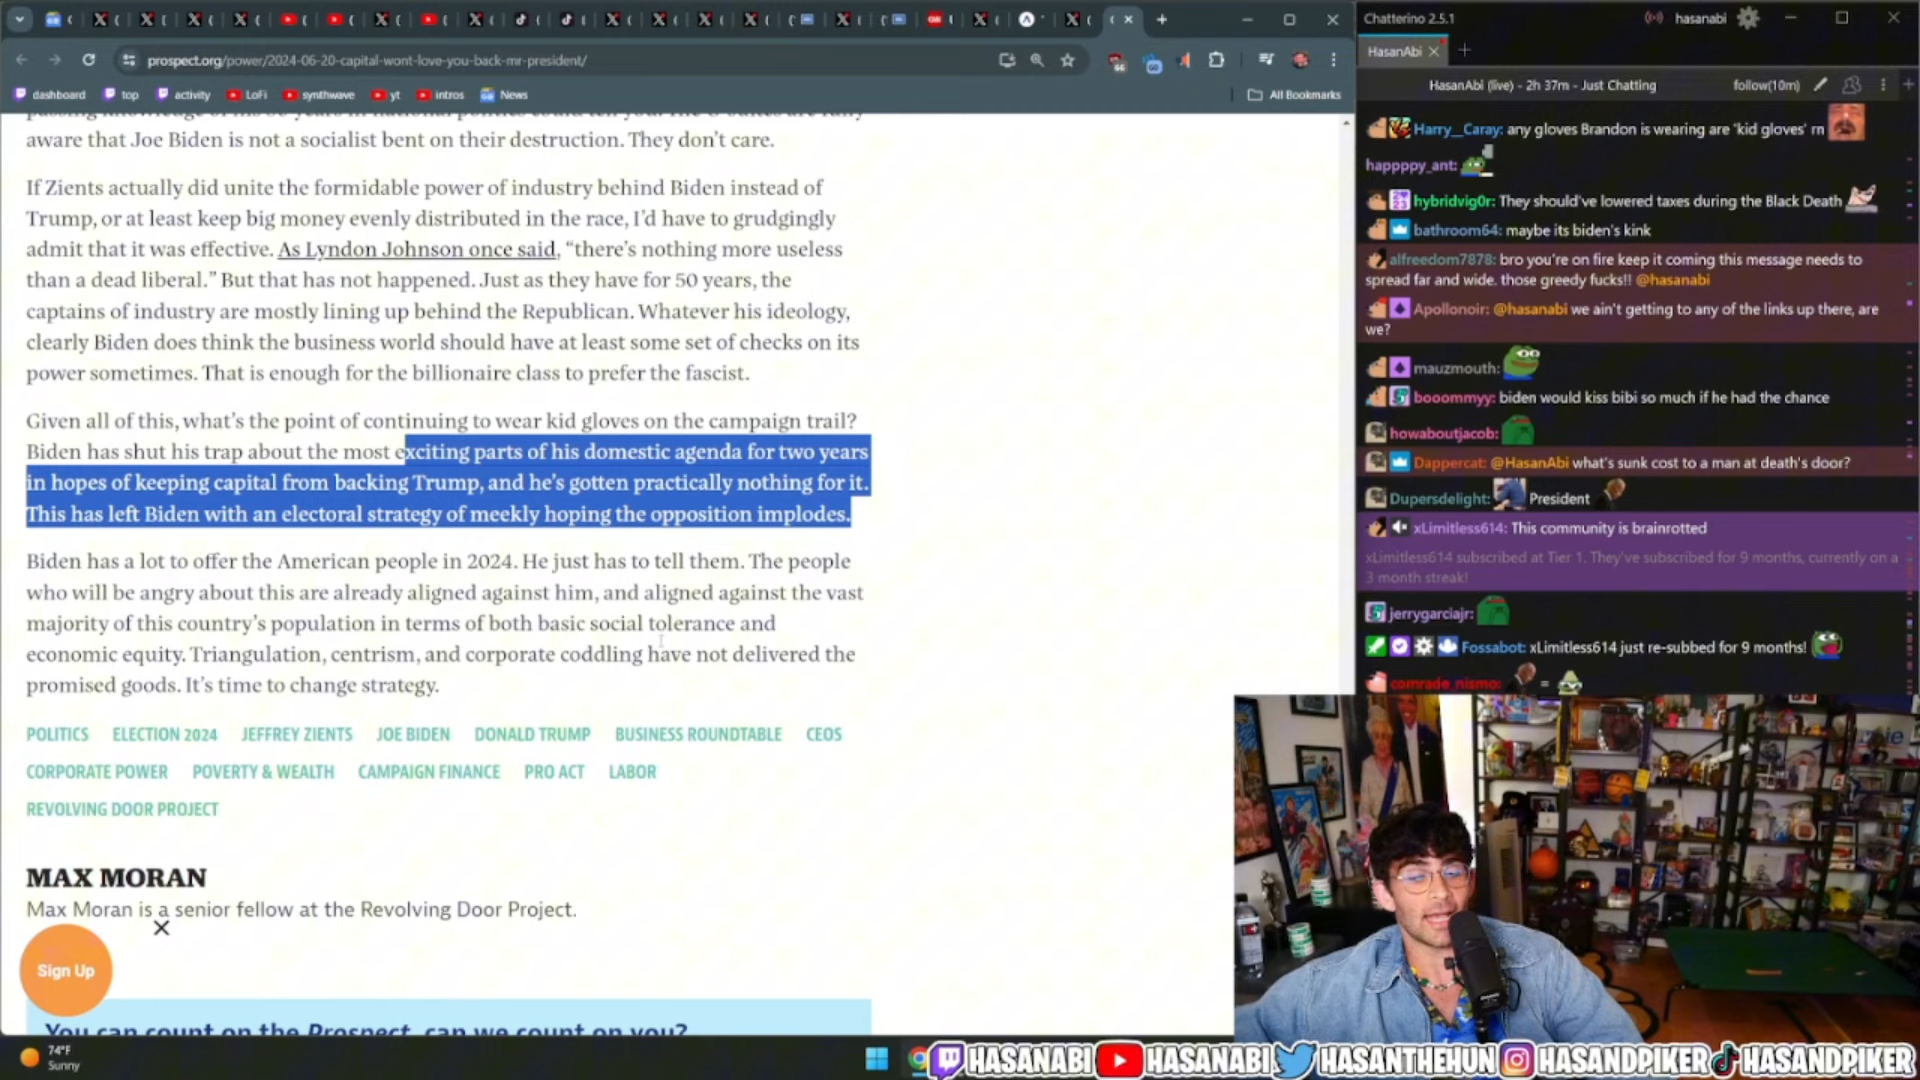 prospect.org/power/2024-06-20-capital-wont-love-you-back-mr-president/
dashboard
top
activity
LoFi
synthwave
yt
intros
News
All Bookmarks
aware that Joe Biden is not a socialist bent on their destruction. They don't care.
If Zients actually did unite the formidable power of industry behind Biden instead of
Trump, or at least keep big money evenly distributed in the race, I'd have to grudgingly
admit that it was effective. As Lyndon Johnson once said, "there's nothing more useless
than a dead liberal." But that has not happened. Just as they have for 50 years, the
captains of industry are mostly lining up behind the Republican. Whatever his ideology,
clearly Biden does think the business world should have at least some set of checks on its
power sometimes. That is enough for the billionaire class to prefer the fascist.
Given all of this, what's the point of continuing to wear kid gloves on the campaign trail?
Biden has shut his trap about the most exciting parts of his domestic agenda for two years
in hopes of keeping capital from backing Trump, and he's gotten practically nothing for it.
This has left Biden with an electoral strategy of meekly hoping the opposition implodes.
Biden has a lot to offer the American people in 2024. He just has to tell them. The people
who will be angry about this are already aligned against him, and aligned against the vast
majority of this country's population in terms of both basic social tolerance and
economic equity. Triangulation, centrism, and corporate coddling have not delivered the
promised goods. It's time to change strategy.
POLITICS ELECTION 2024 JEFFREY ZIENTS JOE BIDEN DONALD TRUMP BUSINESS ROUNDTABLE CEOS
CORPORATE POWER POVERTY & WEALTH CAMPAIGN FINANCE PRO ACT LABOR
REVOLVING DOOR PROJECT
MAX MORAN
Max Moran is a senior fellow at the Revolving Door Project.
Sign Up
You can count on the Prospect, can we count on you?
74°F
Sunny
Chatterino 2.5.1
hasanabi
HasanAbi
HasanAbi (live) - 2h 37m - Just Chatting
follow(10m)
Harry__Caray: any gloves Brandon is wearing are 'kid gloves' rn
happppy_ant:
hybridvig0r: They should've lowered taxes during the Black Death
bathroom64: maybe its biden's kink
alfreedom7878: bro you're on fire keep it coming this message needs to
spread far and wide. those greedy fucks!! @hasanabi
Apollonoir: @hasanabi we ain't getting to any of the links up there, are
we?
mauzmouth:
booommyy: biden would kiss bibi so much if he had the chance
howaboutjacob:
Dappercat: @HasanAbi what's sunk cost to a man at death's door?
Dupersdelight: President
xLimitless614: This community is brainrotted
xLimitless614 subscribed at Tier 1. They've subscribed for 9 months, currently on a
3 month streak!
jerrygarciajr:
Fossabot: xLimitless614 just re-subbed for 9 months!
comrade_nismo: =
HASANABI HASANABI HASANTHEHUN HASANDPIKER HASANDPIKER